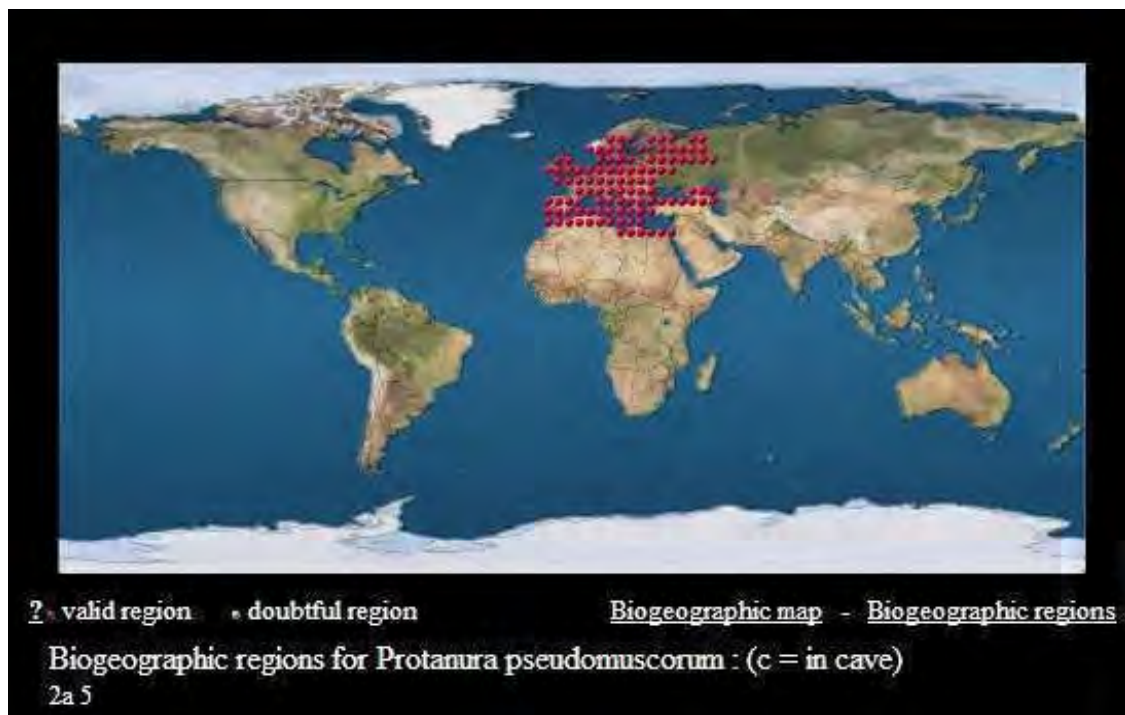 ? valid region doubtful region Biogeographic map - Biogeographic regions
Biogeographic regions for Protanura pseudomuscorum : (c = in cave)
2a 5